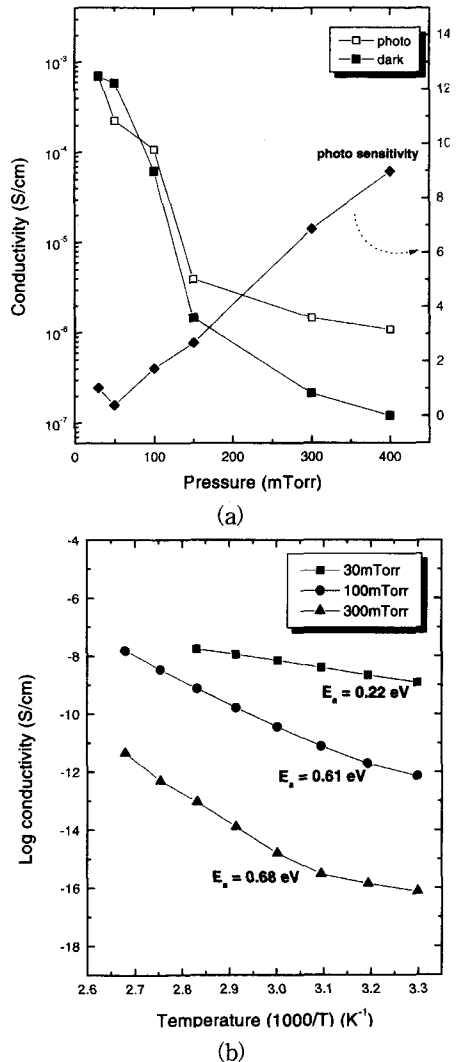 photo
dark
photo sensitivity
Conductivity (S/cm)
10⁻³
10⁻⁴
10⁻⁵
10⁻⁶
10⁻⁷
14
12
10
8
6
4
2
0
0
100
200
300
400
Pressure (mTorr)
(a)
30mTorr
100mTorr
300mTorr
Eₐ = 0.22 eV
Eₐ = 0.61 eV
Eₐ = 0.68 eV
Log conductivity (S/cm)
-4
-6
-8
-10
-12
-14
-16
-18
2.6
2.7
2.8
2.9
3.0
3.1
3.2
3.3
Temperature (1000/T) (K⁻¹)
(b)